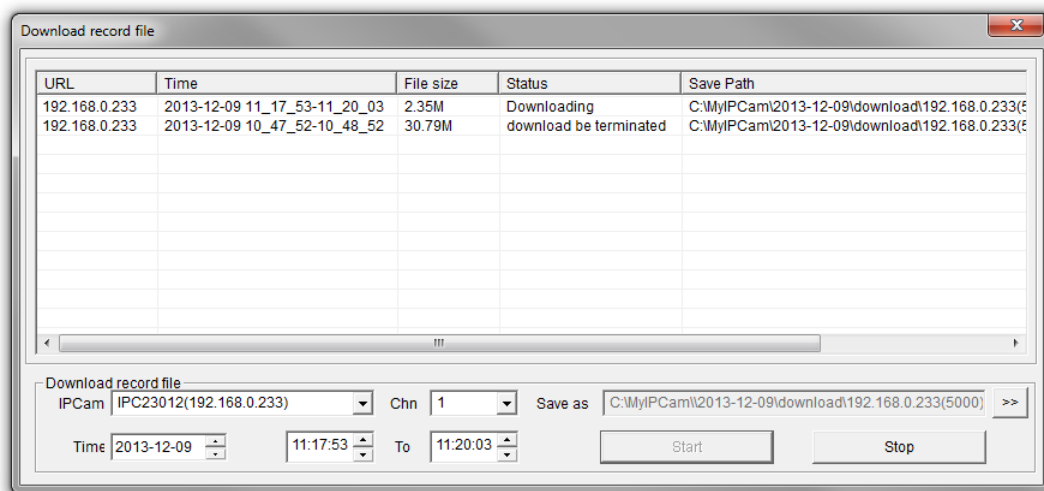 Download record file
URL Time File size Status Save Path
192.168.0.233 2013-12-09 11_17_53-11_20_03 2.35M Downloading C:\MyIPCam\2013-12-09\download\192.168.0.233(5
192.168.0.233 2013-12-09 10_47_52-10_48_52 30.79M download be terminated C:\MyIPCam\2013-12-09\download\192.168.0.233(5
Download record file
IPCam IPC23012(192.168.0.233) Chn 1 Save as C:\MyIPCam\\2013-12-09\download\192.168.0.233(5000) >>
Time 2013-12-09 11:17:53 To 11:20:03 Start Stop